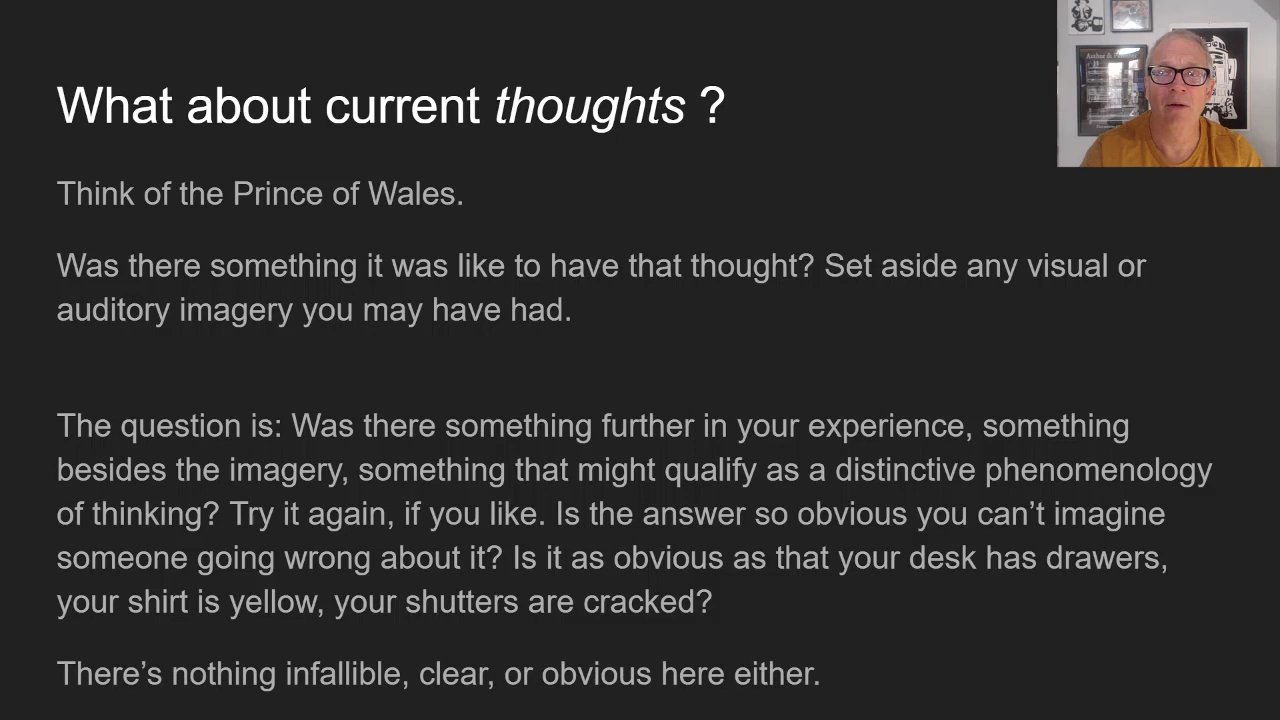 What about current thoughts ?
Think of the Prince of Wales.
Was there something it was like to have that thought? Set aside any visual or
auditory imagery you may have had.
The question is: Was there something further in your experience, something
besides the imagery, something that might qualify as a distinctive phenomenology
of thinking? Try it again, if you like. Is the answer so obvious you can’t imagine
someone going wrong about it? Is it as obvious as that your desk has drawers,
your shirt is yellow, your shutters are cracked?
There’s nothing infallible, clear, or obvious here either.